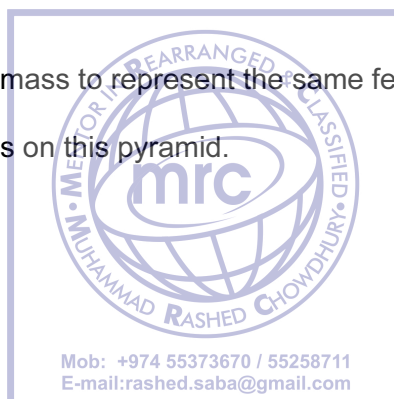 mass to represent the same fe
s on this pyramid.
MENTOR IN REARRANGED & CLASSIFIED
mrc
• MUHAMMAD RASHED CHOWDHURY •
Mob: +974 55373670 / 55258711
E-mail:rashed.saba@gmail.com